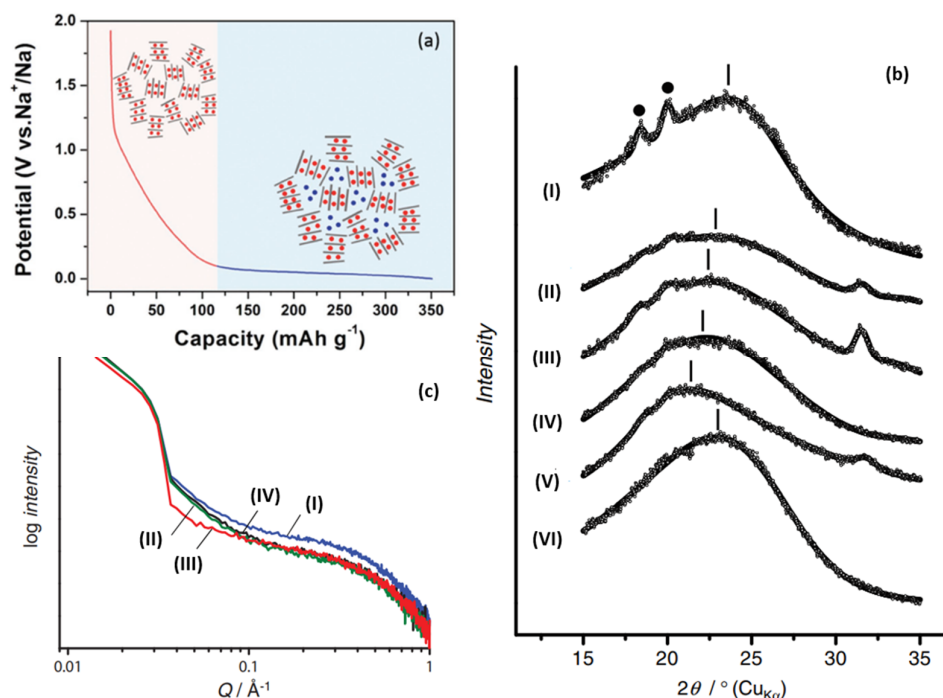 (a)
Potential (V vs.Na⁺/Na)
2.0
1.5
1.0
0.5
0.0
0 50 100 150 200 250 300 350
Capacity (mAh g⁻¹)
(c)
log intensity
(IV)
(I)
(II)
(III)
0.01 0.1 1
Q / Å⁻¹
(b)
Intensity
(I)
(II)
(III)
(IV)
(V)
(VI)
15 20 25 30 35
2θ / ° (CuKα)